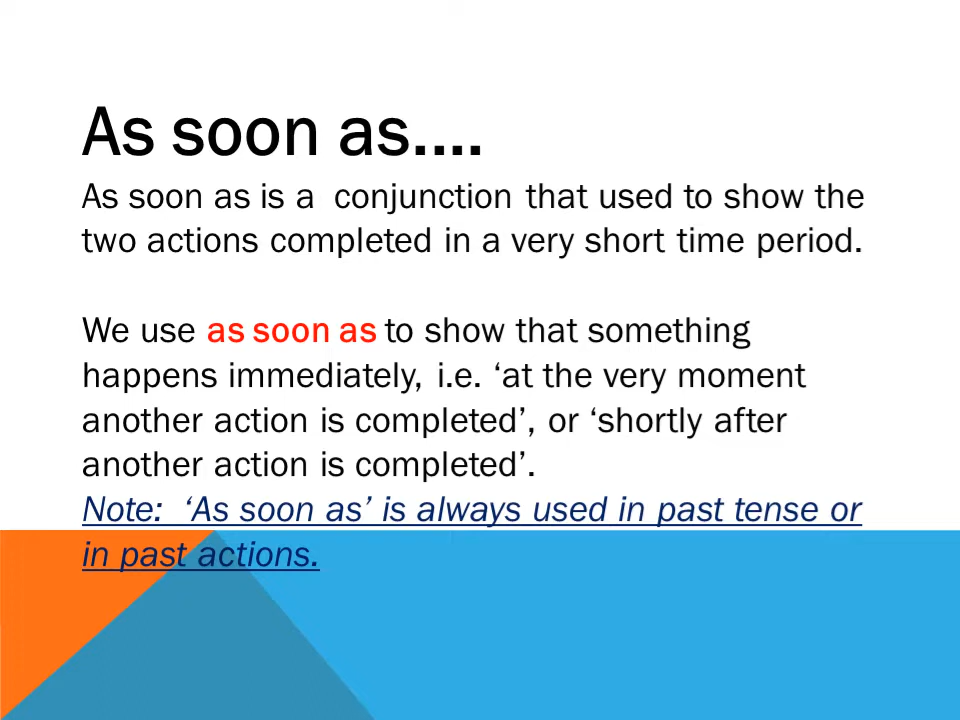 As soon as....
As soon as is a  conjunction that used to show the
two actions completed in a very short time period.
We use as soon as to show that something
happens immediately, i.e. ‘at the very moment
another action is completed’, or ‘shortly after
another action is completed’.
Note:  ‘As soon as’ is always used in past tense or
in past actions.